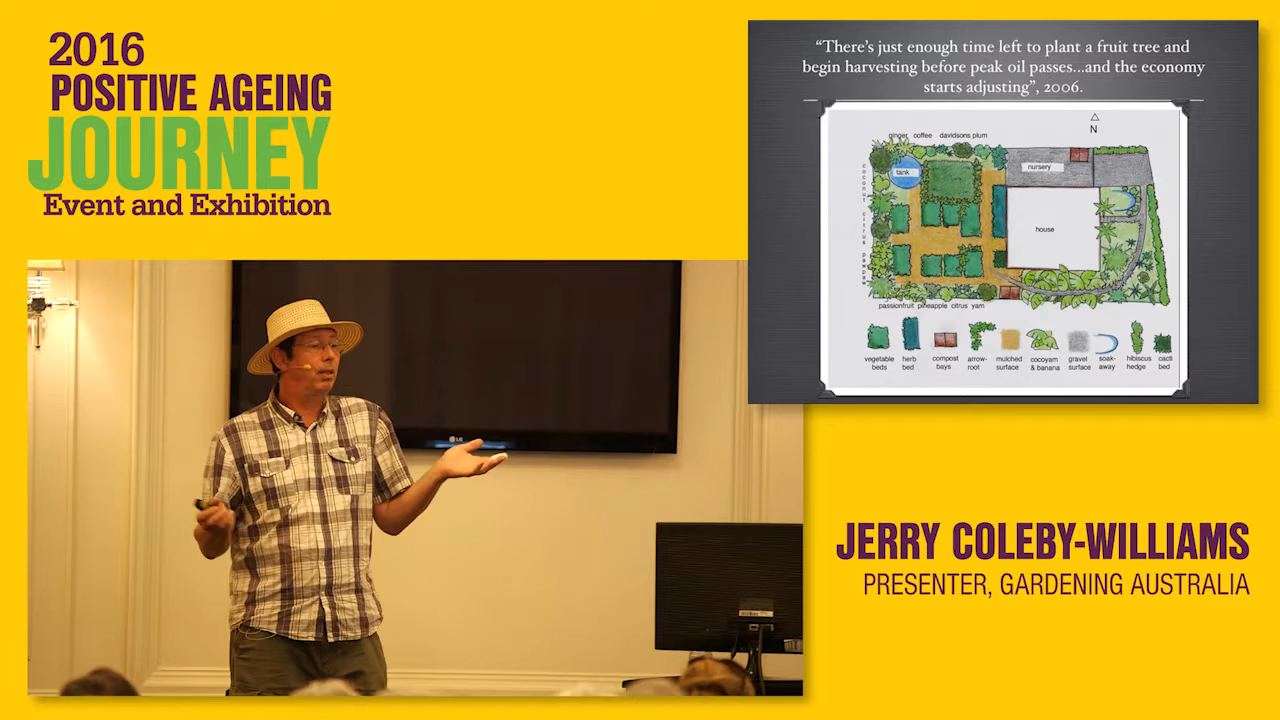 2016
POSITIVE AGEING
JOURNEY
Event and Exhibition
“There’s just enough time left to plant a fruit tree and
begin harvesting before peak oil passes...and the economy
starts adjusting”, 2006.
N
ginger coffee davidsons plum
coconut citrus pawpaw
tank
nursery
house
passionfruit pineapple citrus yam
vegetable
beds
herb
bed
compost
bays
arrow-
root
mulched
surface
cocoyam
& banana
gravel
surface
soak-
away
hibiscus
hedge
cacti
bed
LG
JERRY COLEBY-WILLIAMS
PRESENTER, GARDENING AUSTRALIA